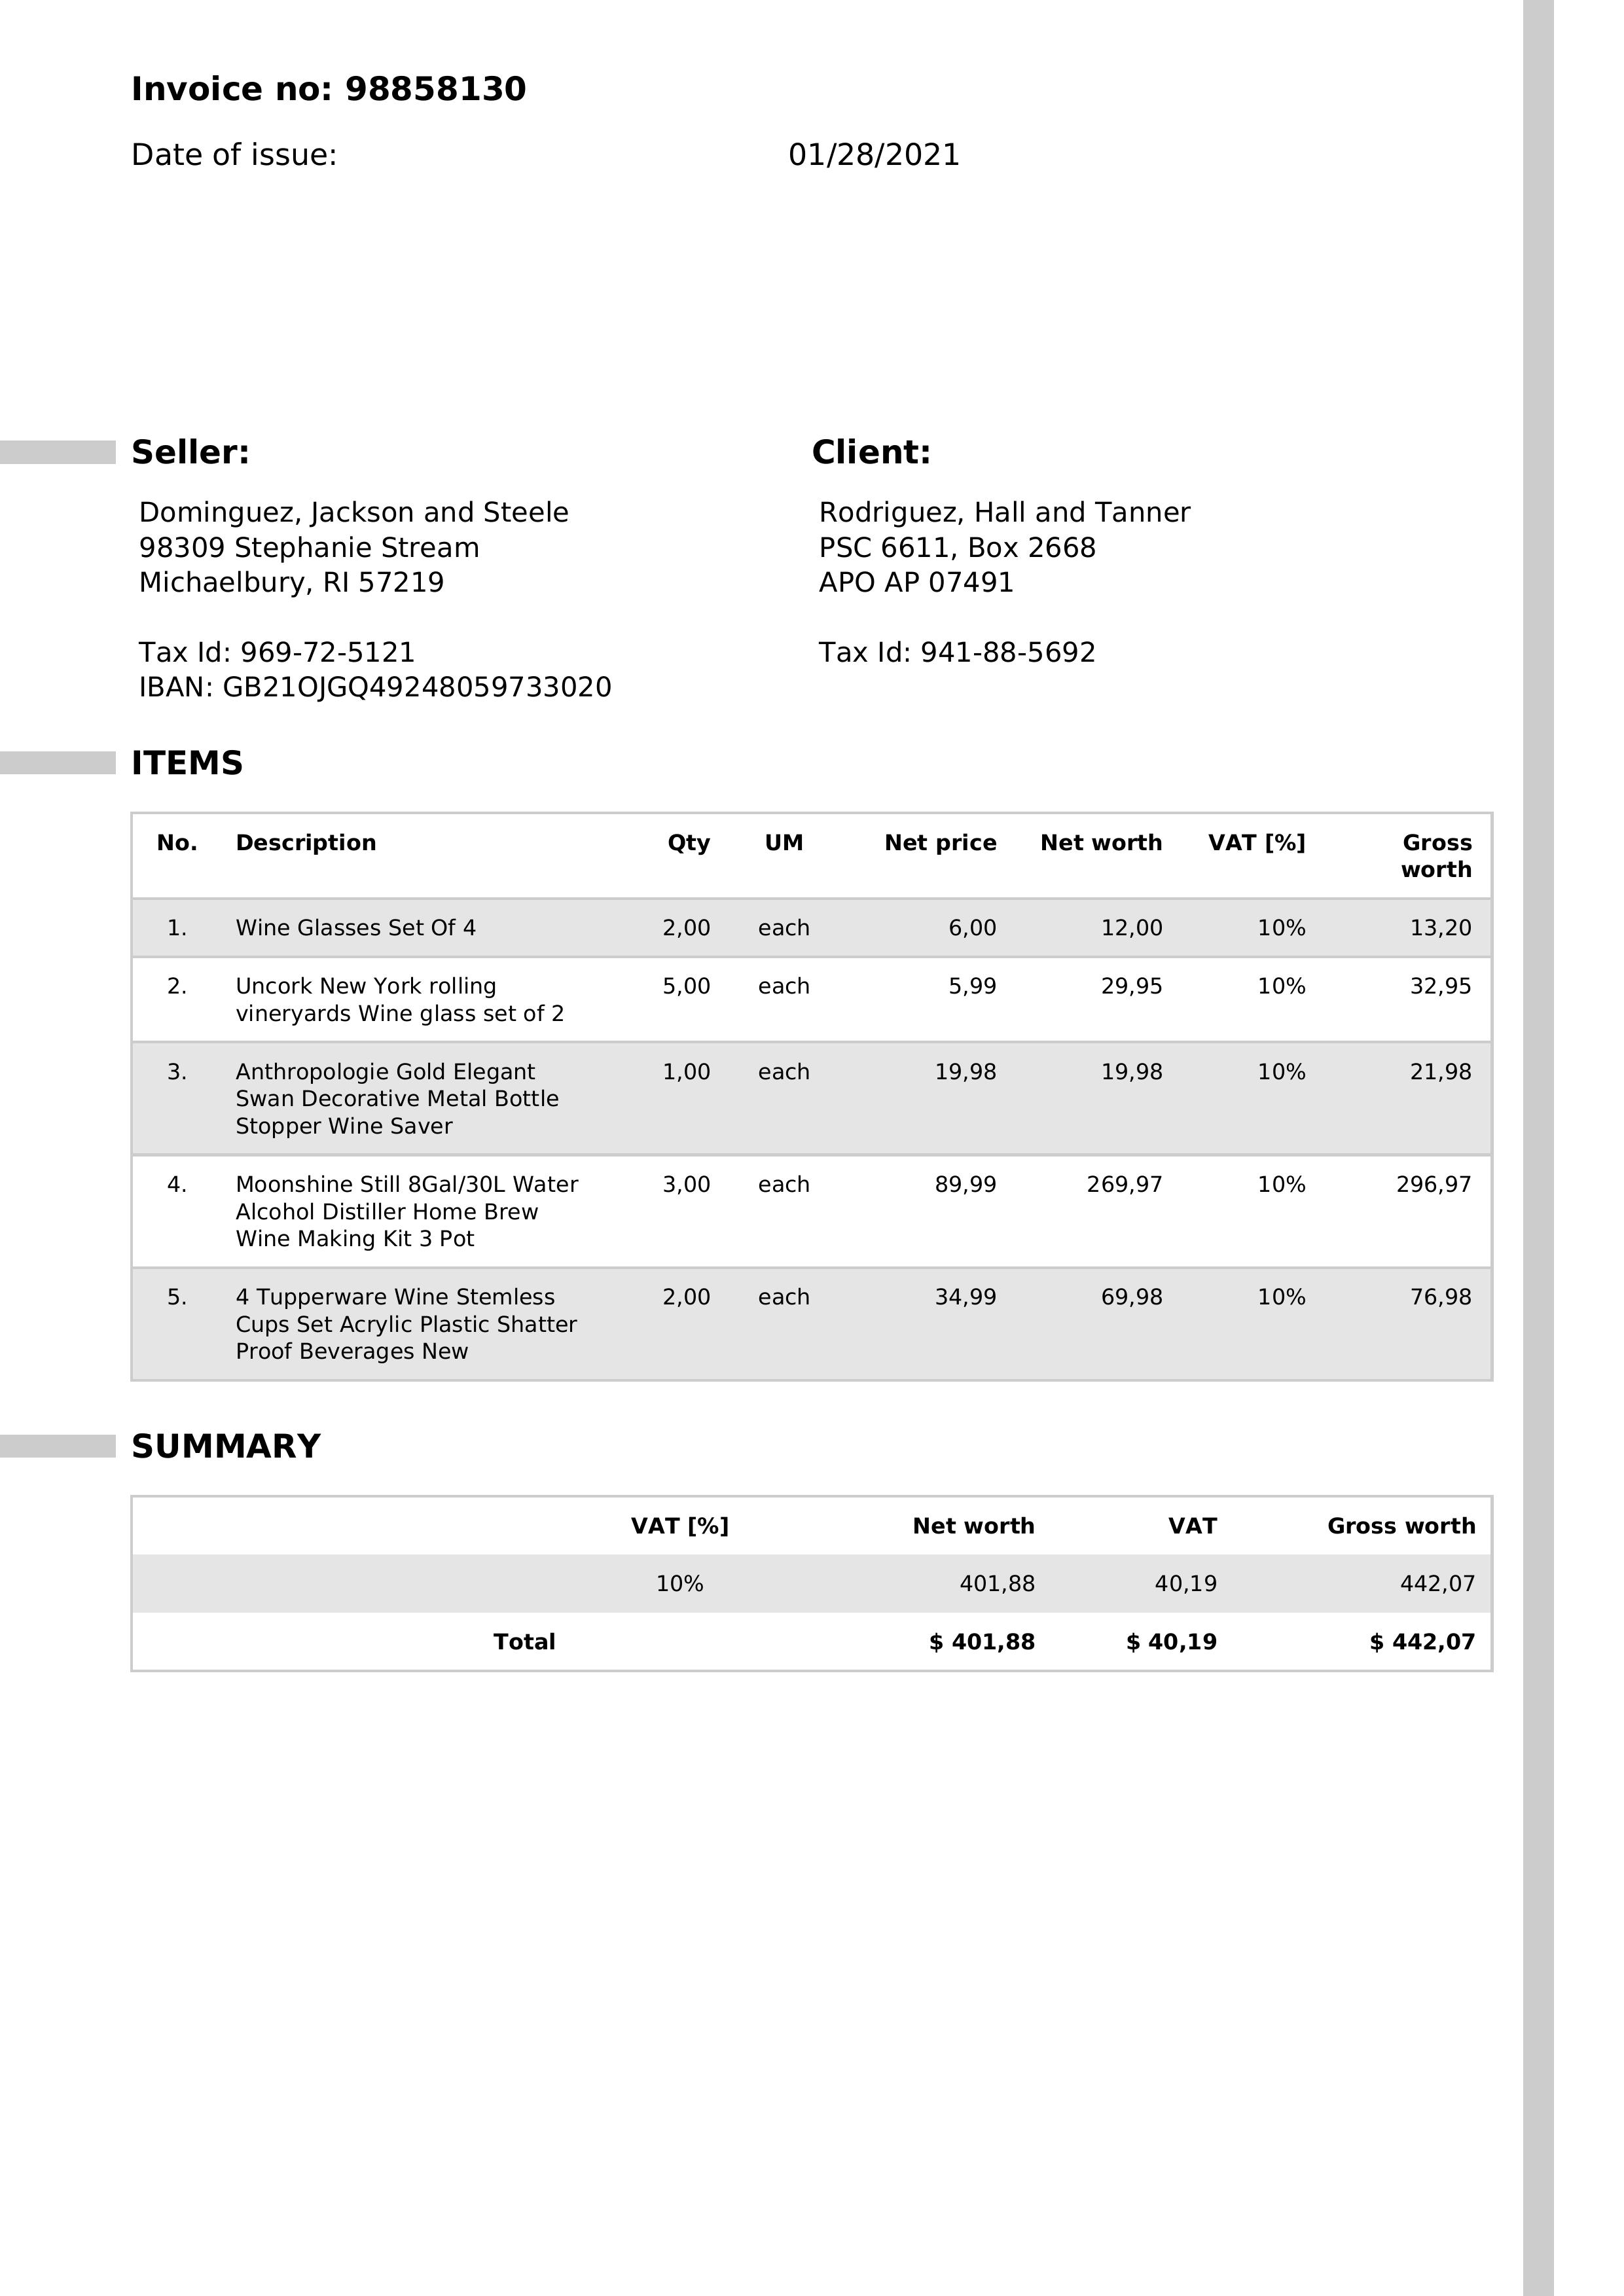 Invoice no: 98858130
Date of issue: 01/28/2021
Seller:
Dominguez, Jackson and Steele
98309 Stephanie Stream
Michaelbury, RI 57219
Tax Id: 969-72-5121
IBAN: GB21OJGQ49248059733020
Client:
Rodriguez, Hall and Tanner
PSC 6611, Box 2668
APO AP 07491
Tax Id: 941-88-5692
ITEMS
No. Description Qty UM Net price Net worth VAT [%] Gross
worth
1. Wine Glasses Set Of 4 2,00 each 6,00 12,00 10% 13,20
2. Uncork New York rolling 5,00 each 5,99 29,95 10% 32,95
vineryards Wine glass set of 2
3. Anthropologie Gold Elegant 1,00 each 19,98 19,98 10% 21,98
Swan Decorative Metal Bottle
Stopper Wine Saver
4. Moonshine Still 8Gal/30L Water 3,00 each 89,99 269,97 10% 296,97
Alcohol Distiller Home Brew
Wine Making Kit 3 Pot
5. 4 Tupperware Wine Stemless 2,00 each 34,99 69,98 10% 76,98
Cups Set Acrylic Plastic Shatter
Proof Beverages New
SUMMARY
VAT [%] Net worth VAT Gross worth
10% 401,88 40,19 442,07
Total $ 401,88 $ 40,19 $ 442,07